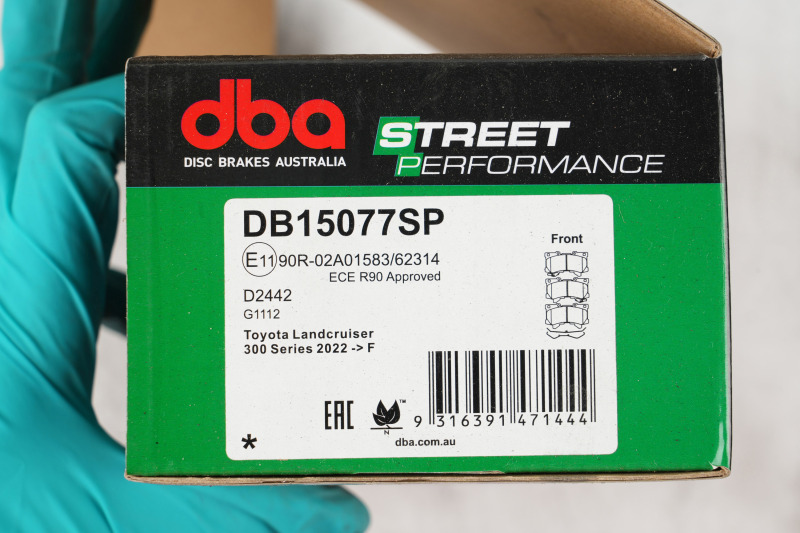 dba
DISC BRAKES AUSTRALIA
STREET
PERFORMANCE
DB15077SP
E11 90R-02A01583/62314
ECE R90 Approved
D2442
G1112
Toyota Landcruiser
300 Series 2022 -> F
Front
EAC
TM
N
9 316391 471444
*
dba.com.au